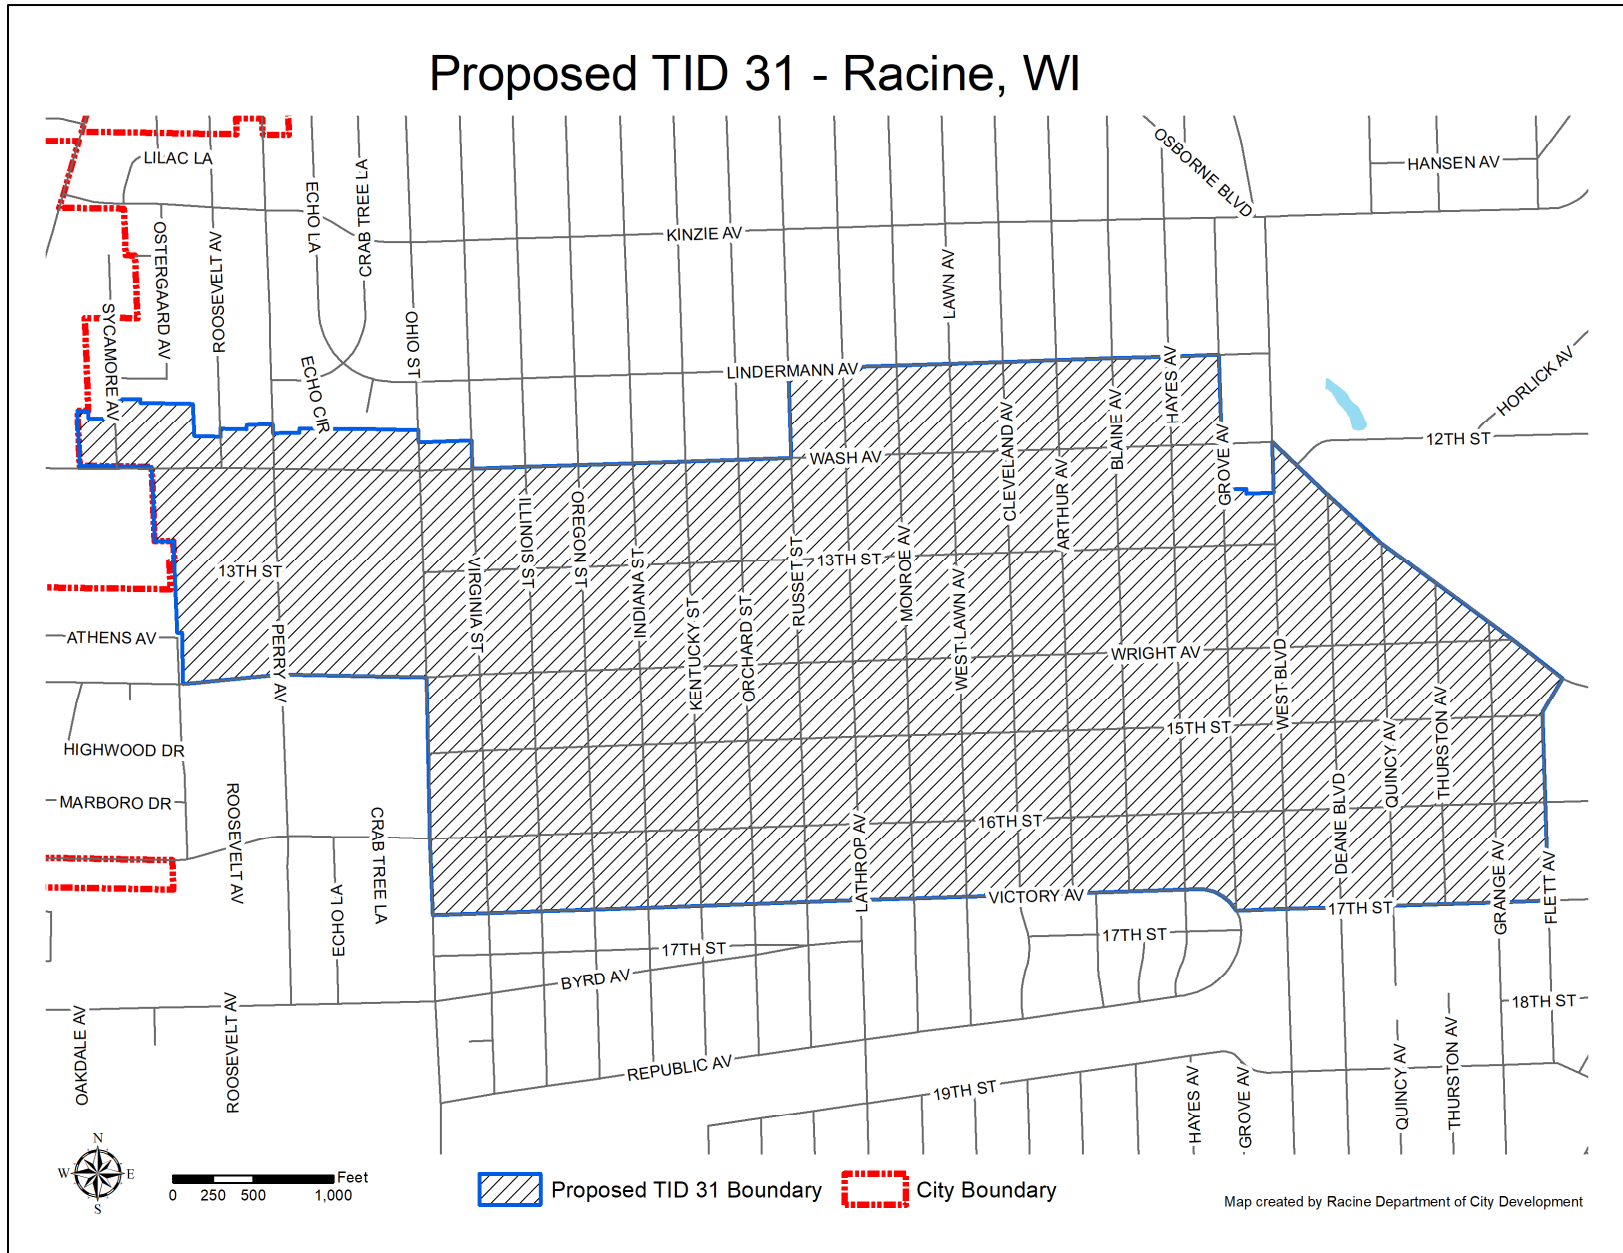 Proposed TID 31 - Racine, WI
OSBORNE BLVD
LILAC LA
HANSEN AV
ECHO LA
CRAB TREE LA
KINZIE AV
OSTERGAARD AV
ROOSEVELT AV
LAWN AV
SYCAMORE AV
OHIO ST
ECHO CIR
LINDERMANN AV
HAYES AV
HORLICK AV
BLAINE AV
CLEVELAND AV
GROVE AV
12TH ST
WASH AV
ARTHUR AV
ILLINOIS ST
OREGON ST
INDIANA ST
RUSSET ST
MONROE AV
13TH ST
13TH ST
VIRGINIA ST
KENTUCKY ST
ORCHARD ST
WEST LAWN AV
ATHENS AV
PERRY AV
WRIGHT AV
WEST BLVD
15TH ST
QUINCY AV
THURSTON AV
HIGHWOOD DR
MARBORO DR
ROOSEVELT AV
CRAB TREE LA
DEANE BLVD
16TH ST
LATHROP AV
GRANGE AV
FLETT AV
ECHO LA
VICTORY AV
17TH ST
17TH ST
17TH ST
BYRD AV
18TH ST
OAKDALE AV
ROOSEVELT AV
REPUBLIC AV
19TH ST
HAYES AV
GROVE AV
QUINCY AV
THURSTON AV
N
W
E
S
Feet
0 250 500 1,000
Proposed TID 31 Boundary
City Boundary
Map created by Racine Department of City Development